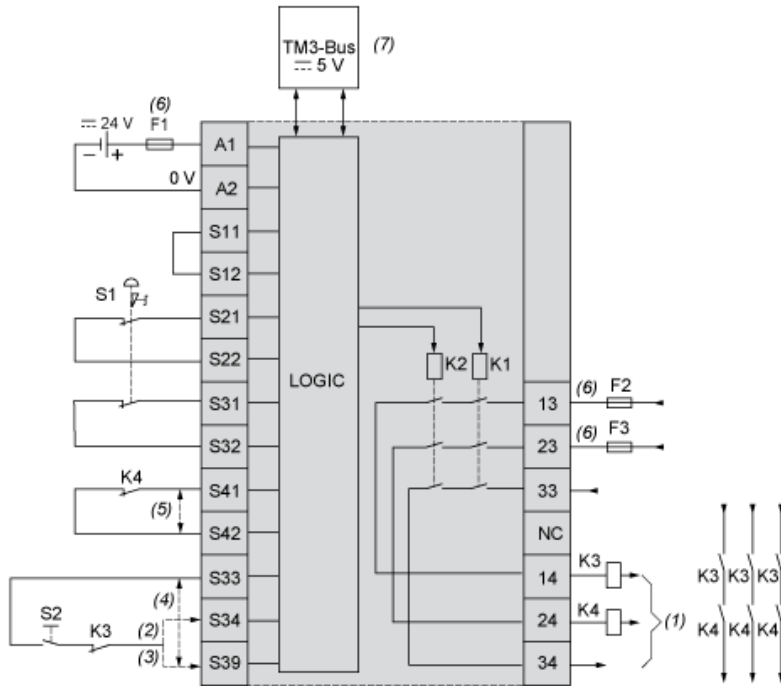 TM3-Bus
5 V
(7)
(6)
24 V
F1
− +
0 V
A1
A2
S11
S12
S1
S21
S22
S31
S32
K4
S41
(5)
S42
S33
(4)
S2
K3
(2)
S34
(3)
S39
LOGIC
K2
K1
13
(6)
F2
23
(6)
F3
33
NC
14
K3
24
K4
34
(1)
K3 K3 K3
K4 K4 K4